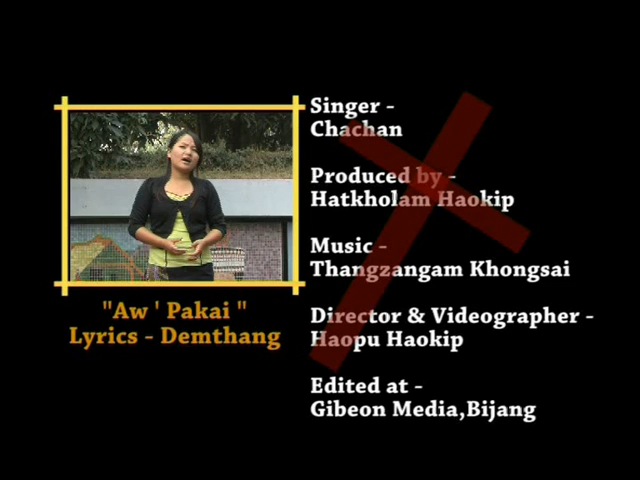 "Aw ' Pakai "
Lyrics - Demthang
Singer -
Chachan
Produced by -
Hatkholam Haokip
Music -
Thangzangam Khongsai
Director & Videographer -
Haopu Haokip
Edited at -
Gibeon Media,Bijang